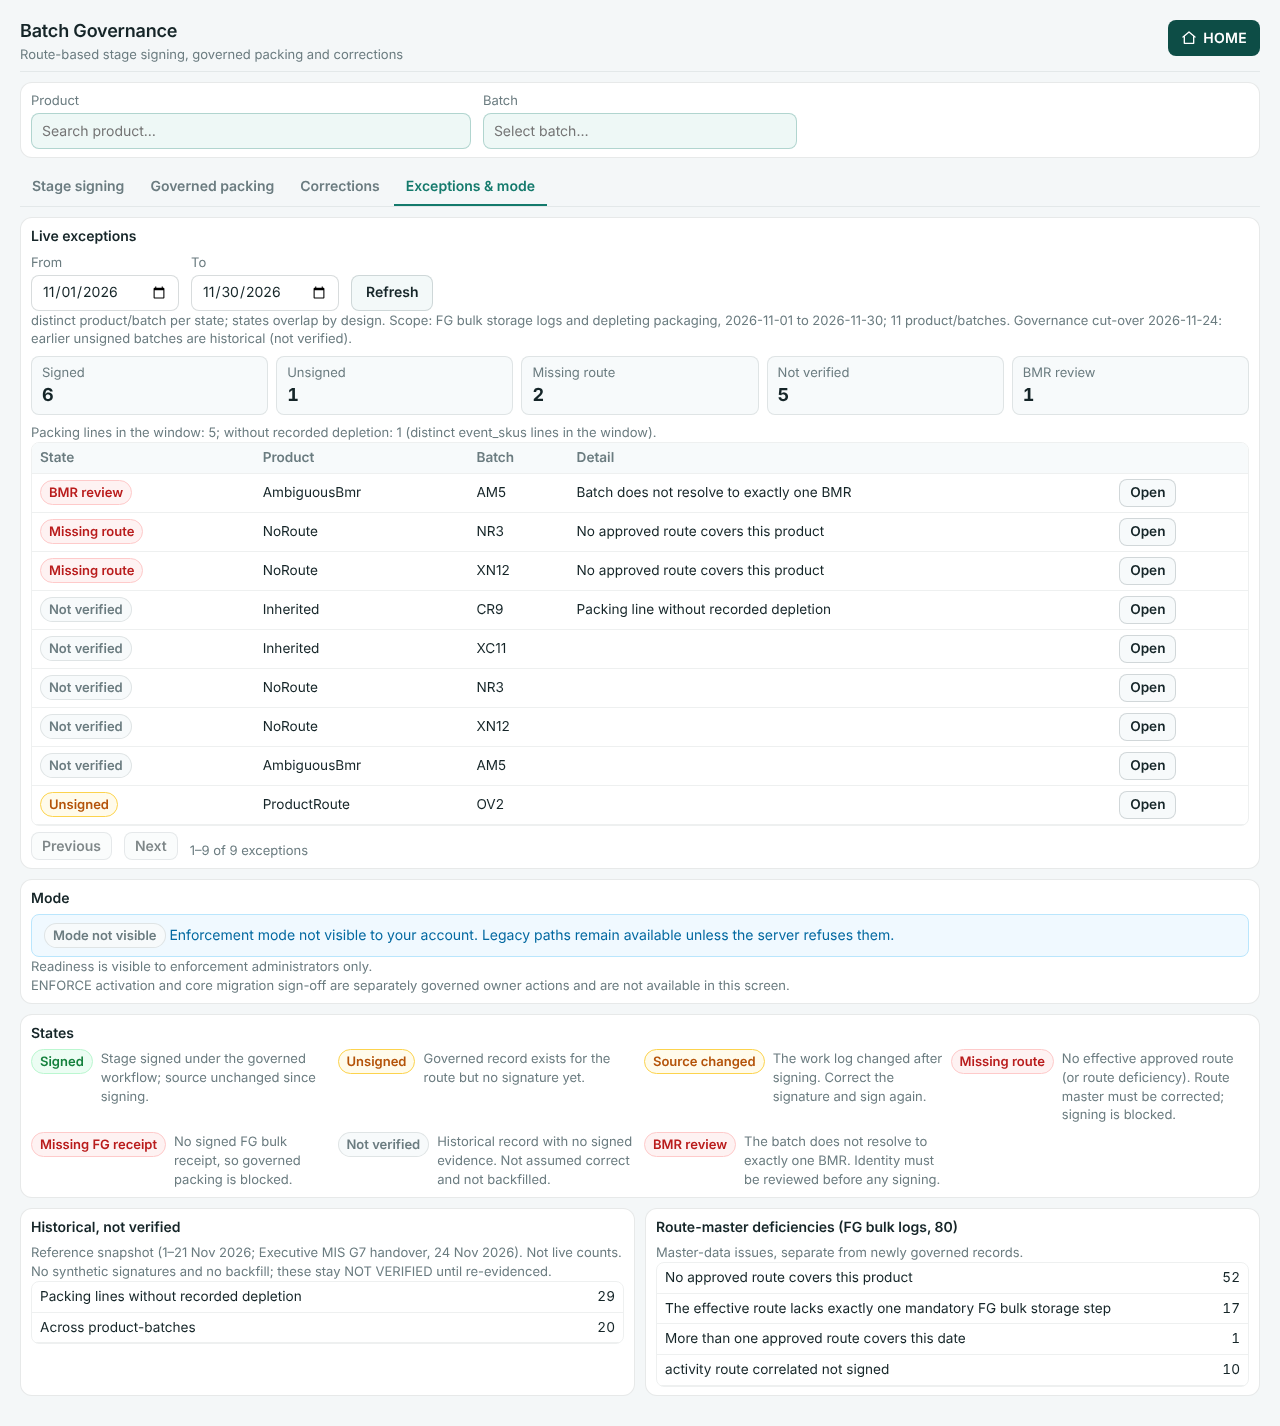 Batch Governance
Route-based stage signing, governed packing and corrections
HOME
Product
Batch
Search product...
Select batch...
Stage signing
Governed packing
Corrections
Exceptions & mode
Live exceptions
From
To
11/01/2026
11/30/2026
Refresh
distinct product/batch per state; states overlap by design. Scope: FG bulk storage logs and depleting packaging, 2026-11-01 to 2026-11-30; 11 product/batches. Governance cut-over 2026-11-24:
earlier unsigned batches are historical (not verified).
Signed
6
Unsigned
1
Missing route
2
Not verified
5
BMR review
1
Packing lines in the window: 5; without recorded depletion: 1 (distinct event_skus lines in the window).
State Product Batch Detail
BMR review AmbiguousBmr AM5 Batch does not resolve to exactly one BMR Open
Missing route NoRoute NR3 No approved route covers this product Open
Missing route NoRoute XN12 No approved route covers this product Open
Not verified Inherited CR9 Packing line without recorded depletion Open
Not verified Inherited XC11 Open
Not verified NoRoute NR3 Open
Not verified NoRoute XN12 Open
Not verified AmbiguousBmr AM5 Open
Unsigned ProductRoute OV2 Open
Previous Next 1–9 of 9 exceptions
Mode
Mode not visible Enforcement mode not visible to your account. Legacy paths remain available unless the server refuses them.
Readiness is visible to enforcement administrators only.
ENFORCE activation and core migration sign-off are separately governed owner actions and are not available in this screen.
States
Signed
Stage signed under the governed
workflow; source unchanged since
signing.
Unsigned
Governed record exists for the
route but no signature yet.
Source changed
The work log changed after
signing. Correct the
signature and sign again.
Missing route
No effective approved route
(or route deficiency). Route
master must be corrected;
signing is blocked.
Missing FG receipt
No signed FG bulk
receipt, so governed
packing is blocked.
Not verified
Historical record with no signed
evidence. Not assumed correct
and not backfilled.
BMR review
The batch does not resolve to
exactly one BMR. Identity must
be reviewed before any signing.
Historical, not verified
Reference snapshot (1–21 Nov 2026; Executive MIS G7 handover, 24 Nov 2026). Not live counts.
No synthetic signatures and no backfill; these stay NOT VERIFIED until re-evidenced.
Packing lines without recorded depletion 29
Across product-batches 20
Route-master deficiencies (FG bulk logs, 80)
Master-data issues, separate from newly governed records.
No approved route covers this product 52
The effective route lacks exactly one mandatory FG bulk storage step 17
More than one approved route covers this date 1
activity route correlated not signed 10